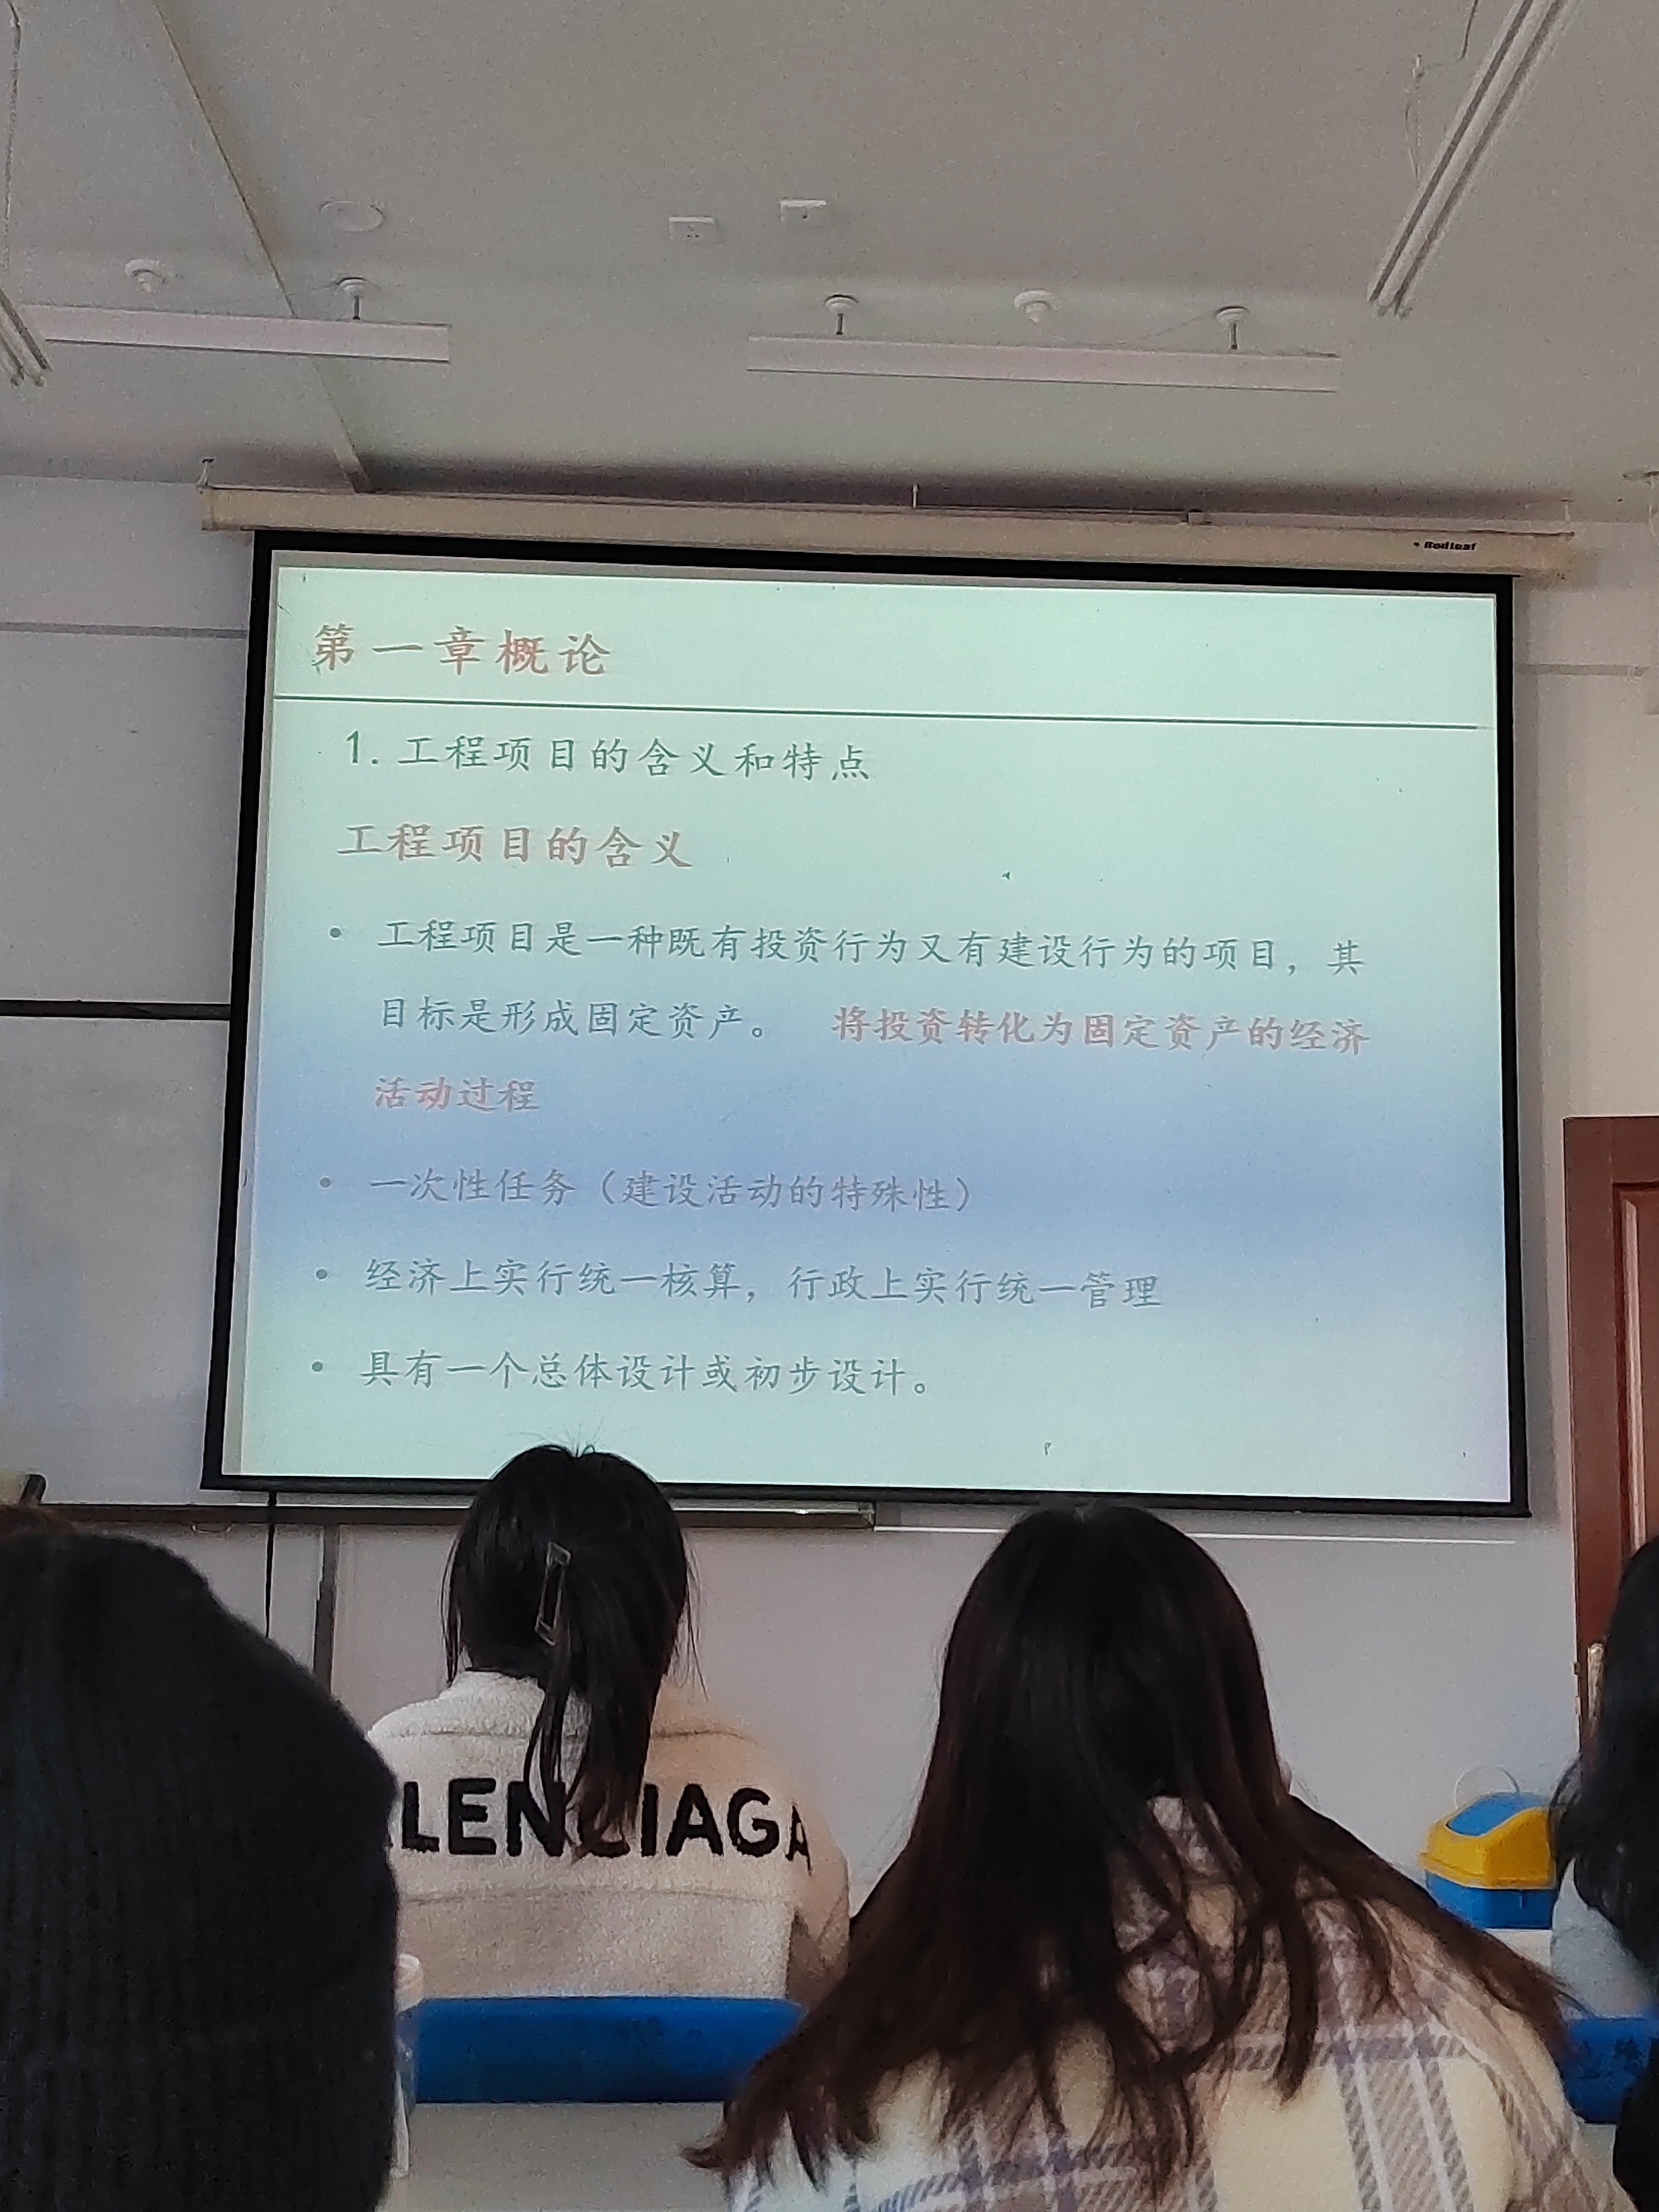 Redleaf
第一章概论
1.工程项目的含义和特点
工程项目的含义
• 工程项目是一种既有投资行为又有建设行为的项目，其
目标是形成固定资产。 将投资转化为固定资产的经济
活动过程
• 一次性任务（建设活动的特殊性）
• 经济上实行统一核算，行政上实行统一管理
• 具有一个总体设计或初步设计。
LENCIAGA